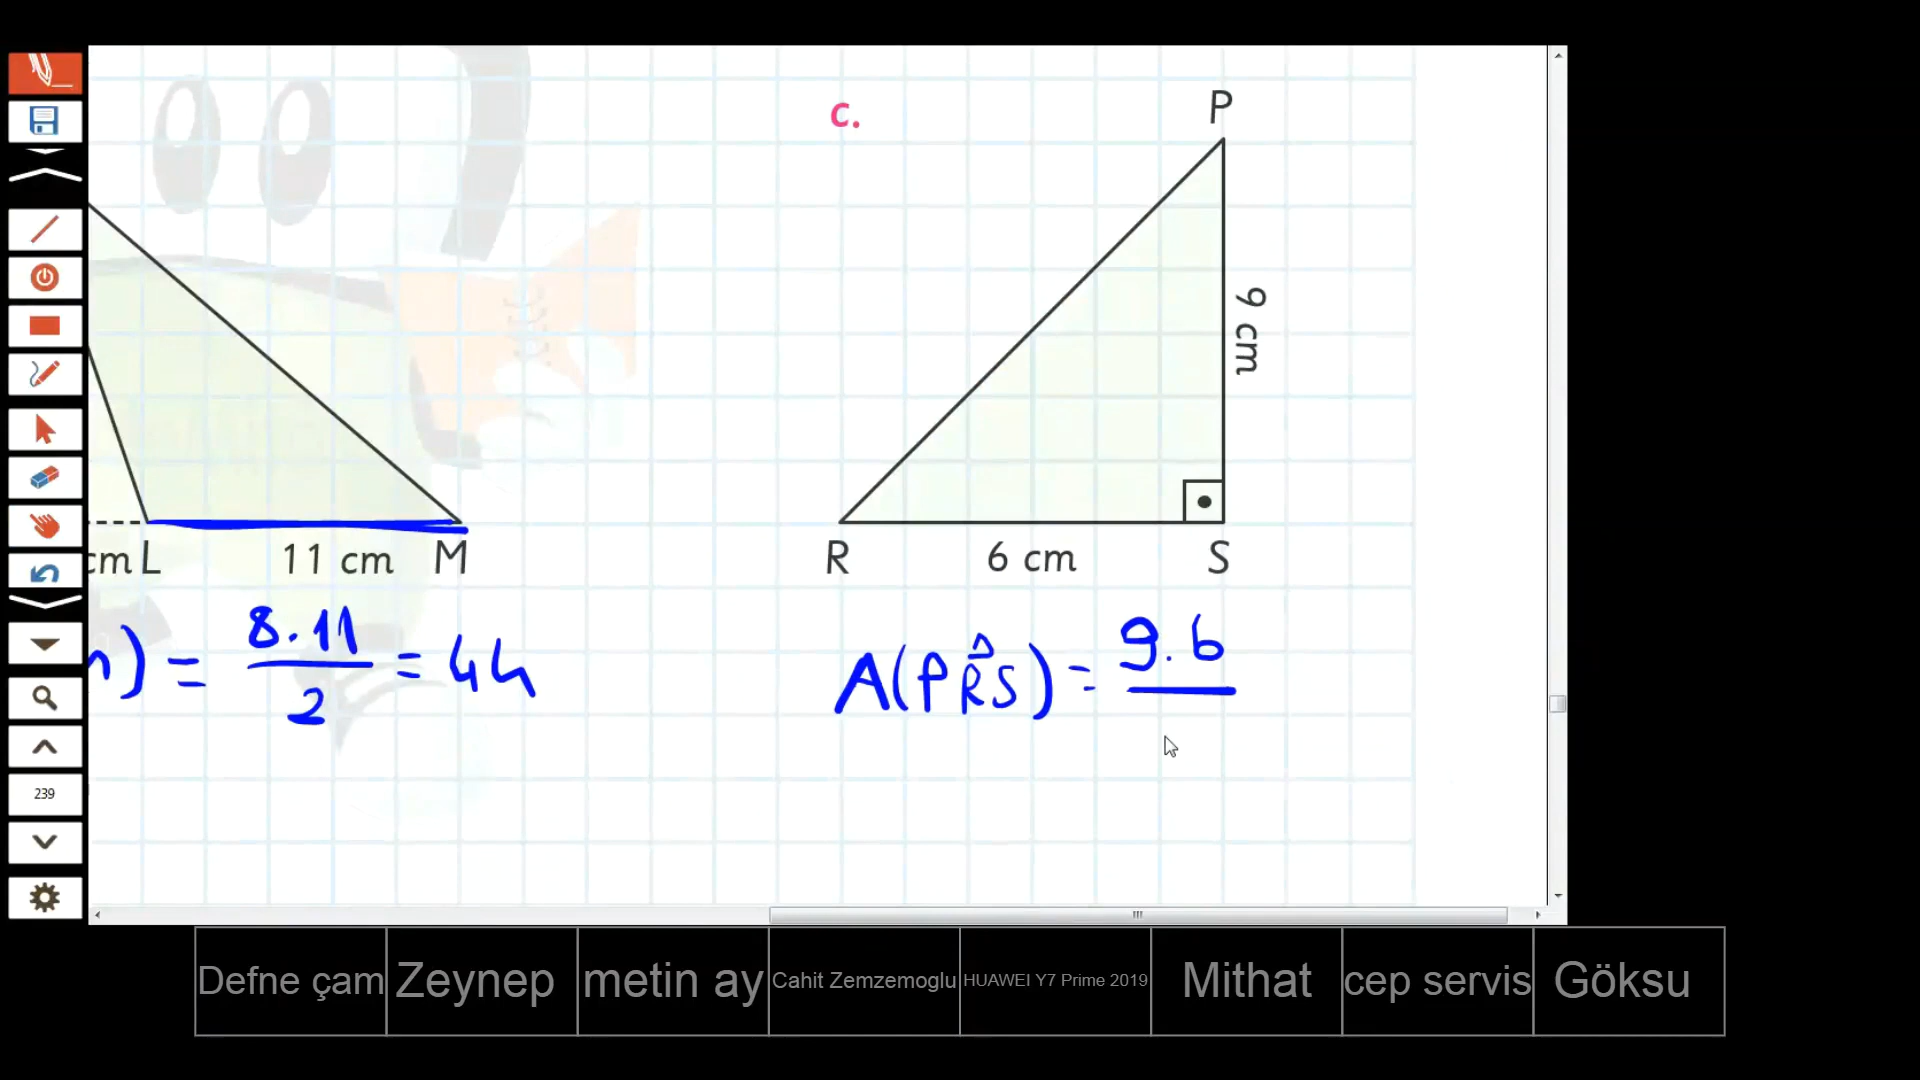 c.
P
9 cm
cm L
11 cm
M
R
6 cm
S
) = 8.11 / 2 = 44
A(PRS) = 9.6
239
Defne çam
Zeynep
metin ay
Cahit Zemzemoglu
HUAWEI Y7 Prime 2019
Mithat
cep servis
Göksu